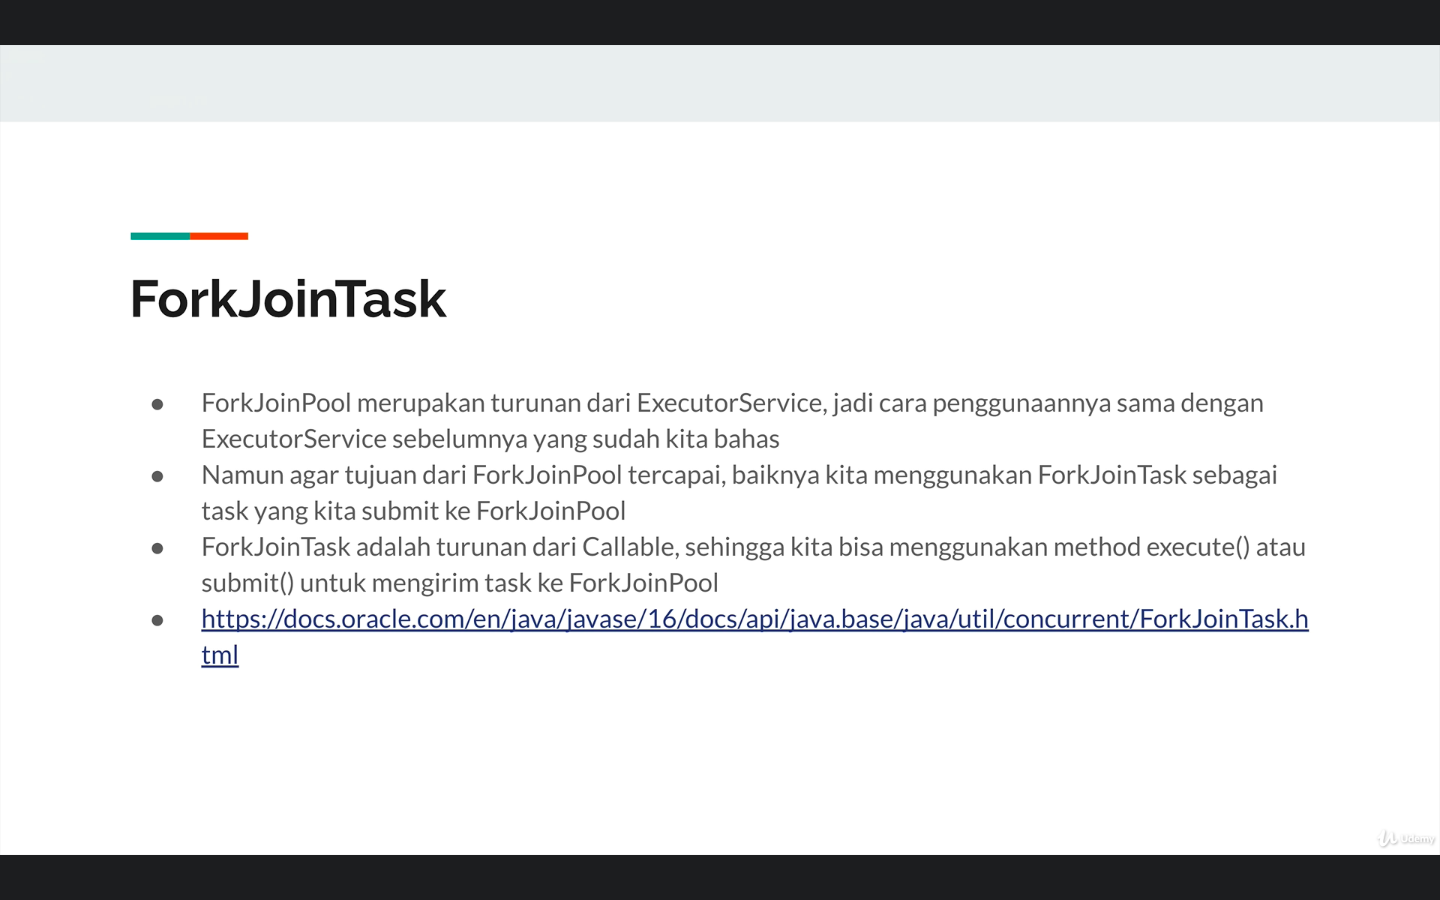 ForkJoinTask
● ForkJoinPool merupakan turunan dari ExecutorService, jadi cara penggunaannya sama dengan
ExecutorService sebelumnya yang sudah kita bahas
● Namun agar tujuan dari ForkJoinPool tercapai, baiknya kita menggunakan ForkJoinTask sebagai
task yang kita submit ke ForkJoinPool
● ForkJoinTask adalah turunan dari Callable, sehingga kita bisa menggunakan method execute() atau
submit() untuk mengirim task ke ForkJoinPool
● https://docs.oracle.com/en/java/javase/16/docs/api/java.base/java/util/concurrent/ForkJoinTask.h
tml
Udemy